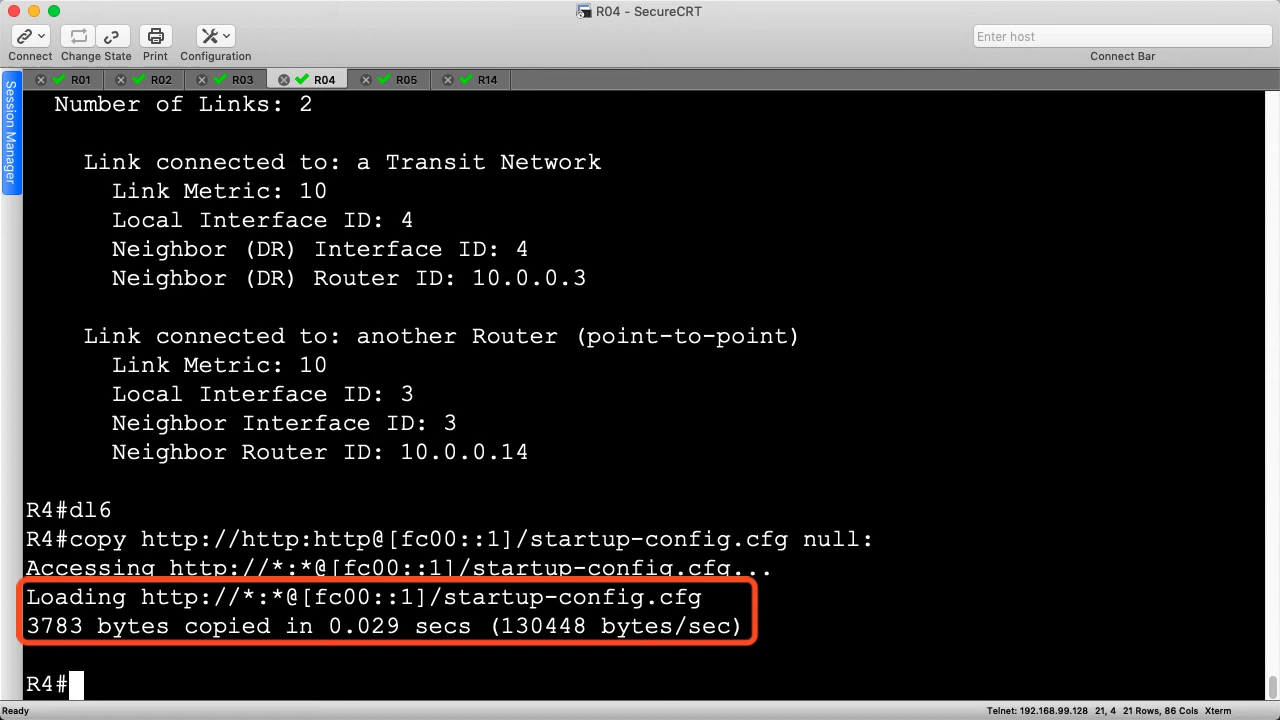 R04 - SecureCRT
Enter host
Connect Change State Print Configuration Connect Bar
R01 R02 R03 R04 R05 R14
Session Manager
Number of Links: 2
Link connected to: a Transit Network
Link Metric: 10
Local Interface ID: 4
Neighbor (DR) Interface ID: 4
Neighbor (DR) Router ID: 10.0.0.3
Link connected to: another Router (point-to-point)
Link Metric: 10
Local Interface ID: 3
Neighbor Interface ID: 3
Neighbor Router ID: 10.0.0.14
R4#dl6
R4#copy http://http:http@[fc00::1]/startup-config.cfg null:
Accessing http://*:*@[fc00::1]/startup-config.cfg...
Loading http://*:*@[fc00::1]/startup-config.cfg
3783 bytes copied in 0.029 secs (130448 bytes/sec)
R4#
Ready Telnet: 192.168.99.128 21, 4 21 Rows, 86 Cols Xterm